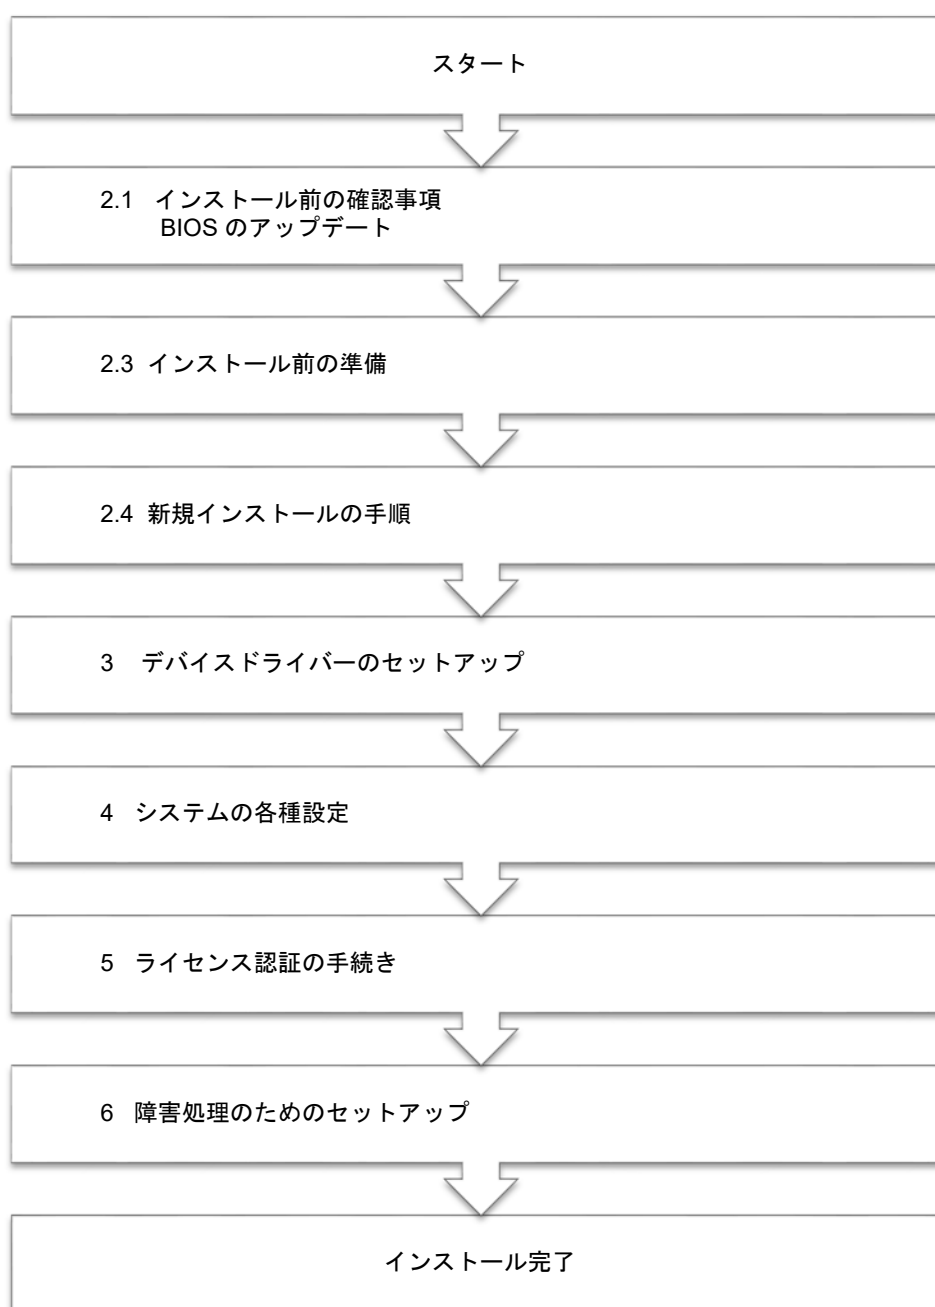 スタート
2.1 インストール前の確認事項
BIOS のアップデート
2.3 インストール前の準備
2.4 新規インストールの手順
3 デバイスドライバーのセットアップ
4 システムの各種設定
5 ライセンス認証の手続き
6 障害処理のためのセットアップ
インストール完了